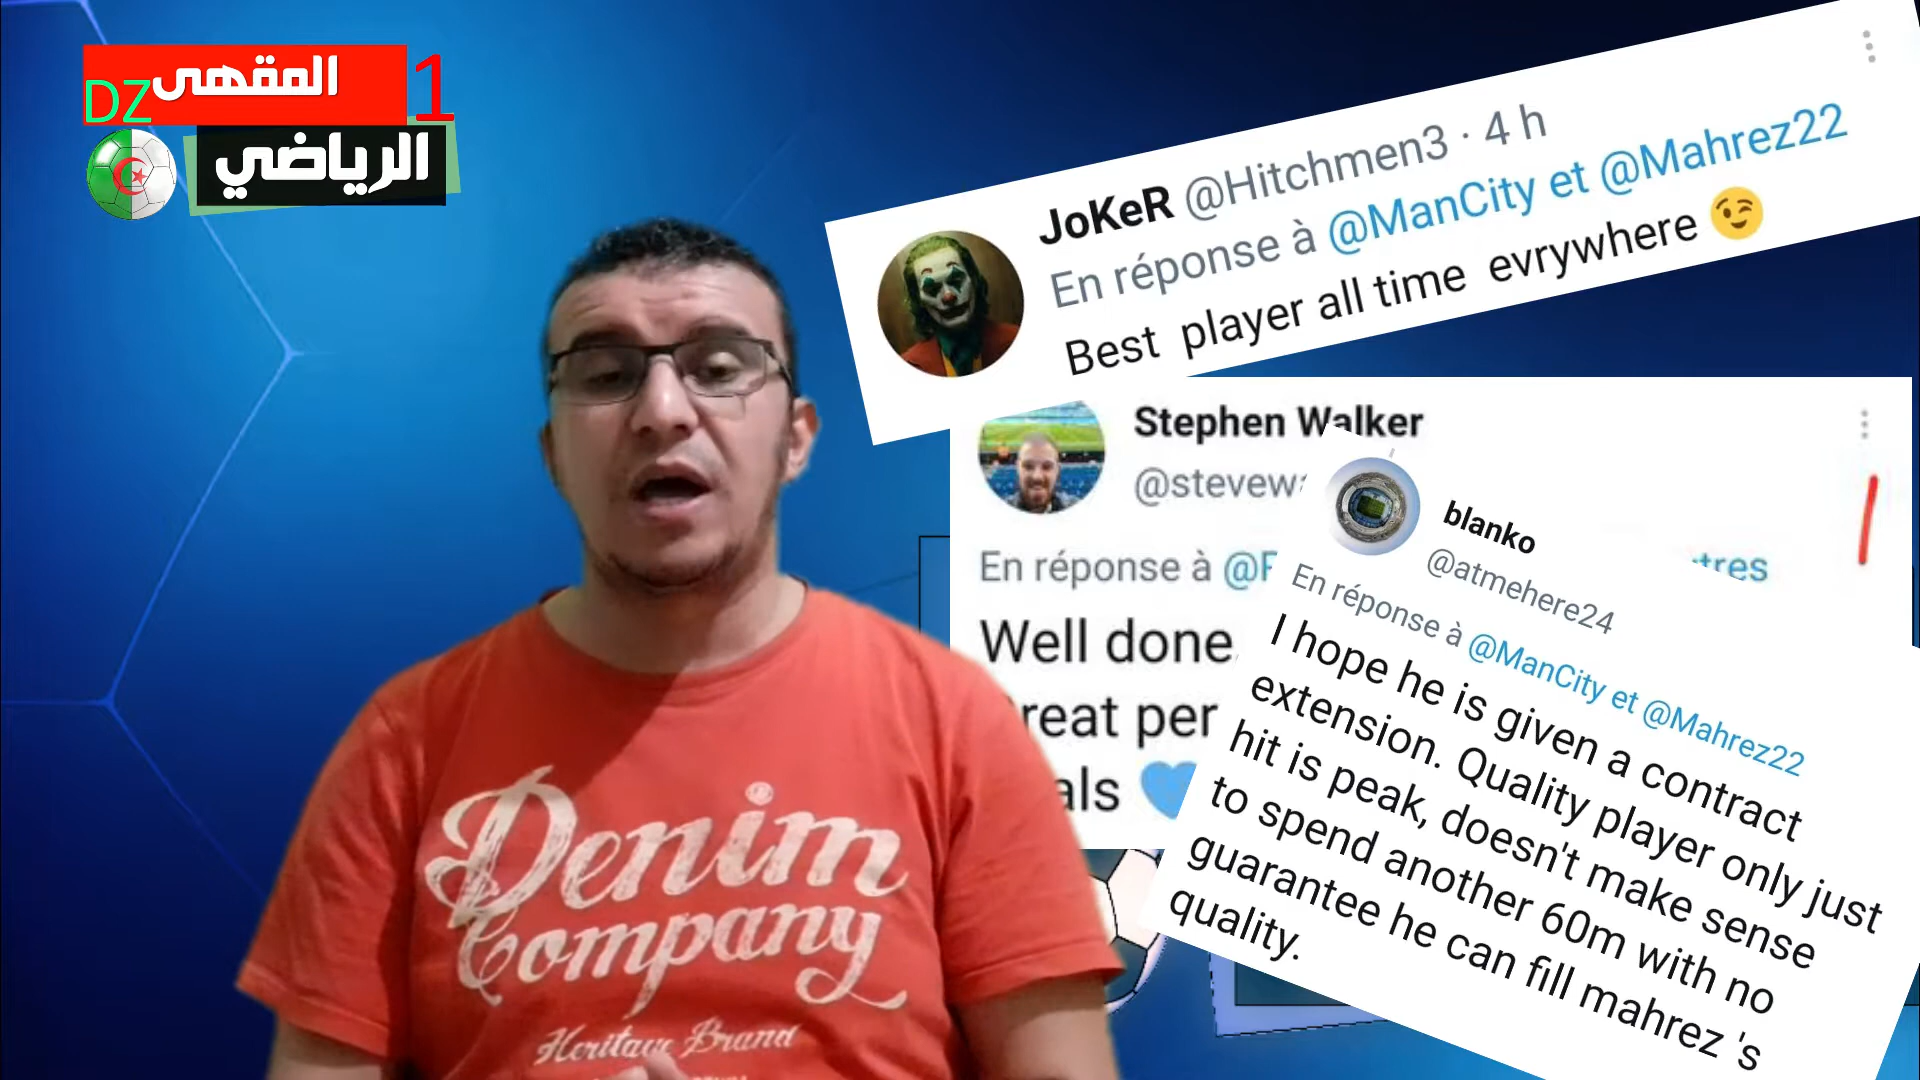 المقهى
DZ
1
الرياضي
JoKeR @Hitchmen3 · 4 h
En réponse à @ManCity et @Mahrez22
Best player all time evrywhere 😉
Stephen Walker
@stevew
En réponse à @F
tres
Well done
reat per
als 💙
blanko
@atmehere24
En réponse à @ManCity et @Mahrez22
I hope he is given a contract
extension. Quality player only just
hit is peak, doesn't make sense
to spend another 60m with no
guarantee he can fill mahrez 's
quality.
Denim
Company
Heritage Brand